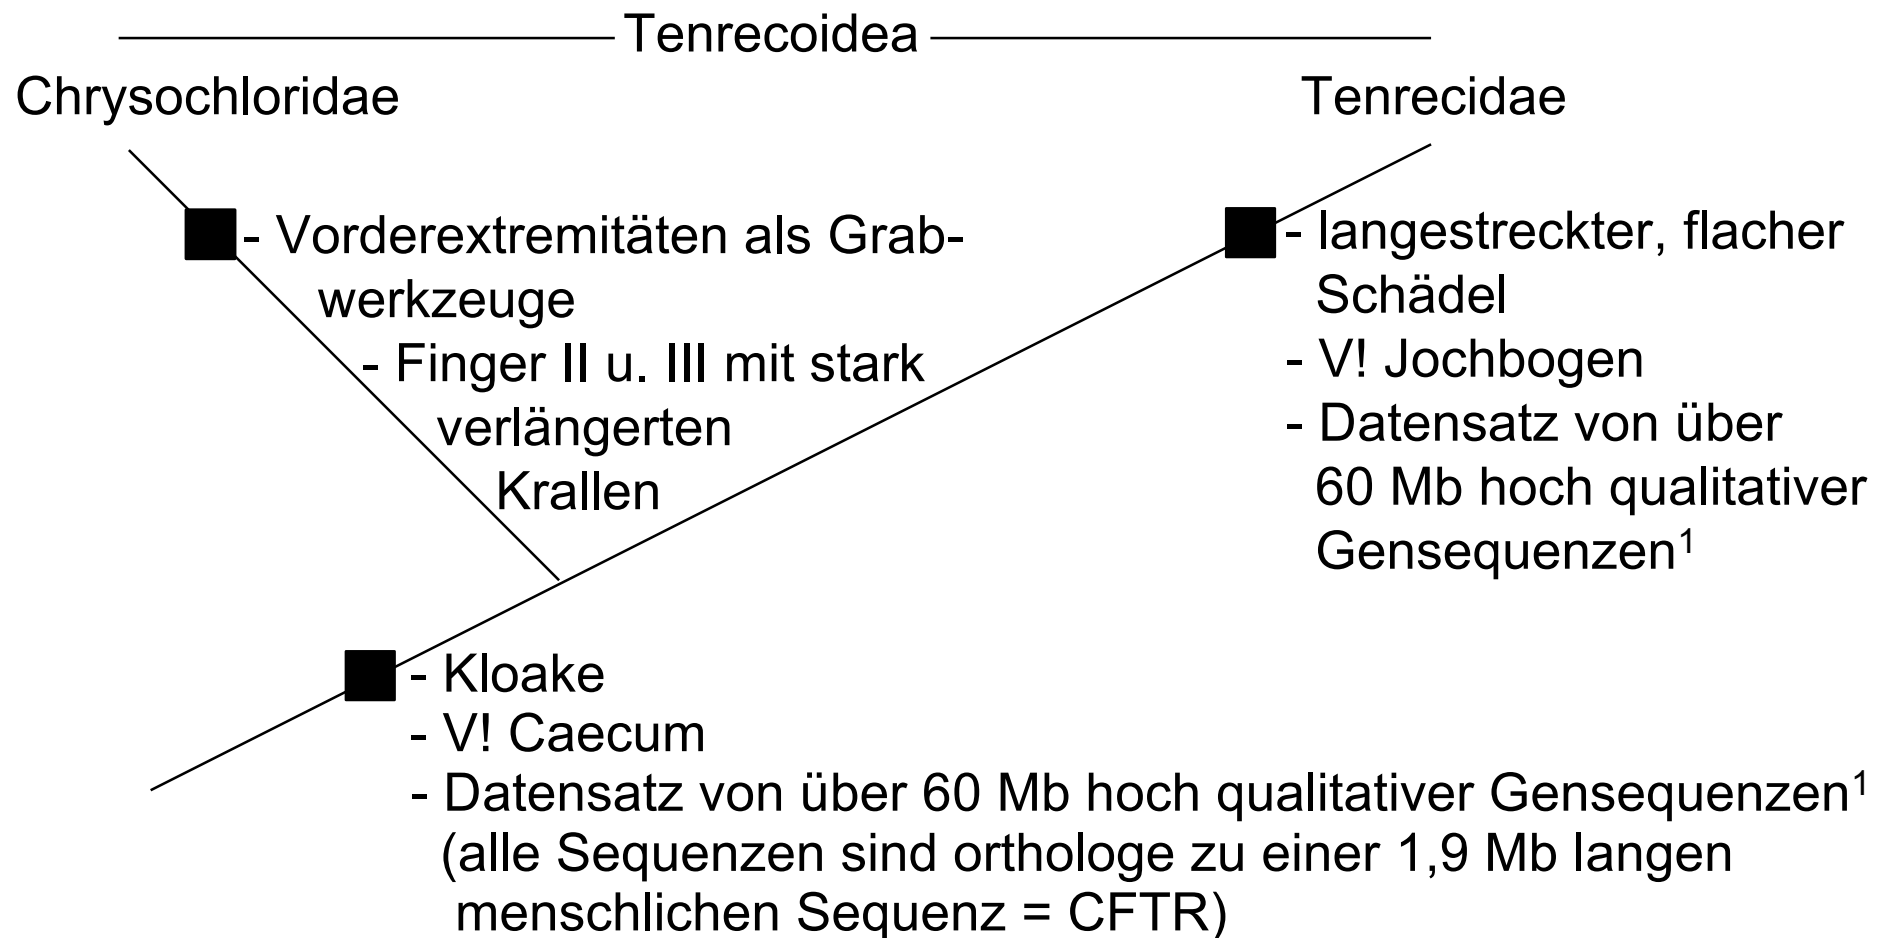 Tenrecoidea
Chrysochloridae
Tenrecidae
- Vorderextremitäten als Grab-
werkzeuge
- Finger II u. III mit stark
verlängerten
Krallen
- langestreckter, flacher
Schädel
- V! Jochbogen
- Datensatz von über
60 Mb hoch qualitativer
Gensequenzen¹
- Kloake
- V! Caecum
- Datensatz von über 60 Mb hoch qualitativer Gensequenzen¹
(alle Sequenzen sind orthologe zu einer 1,9 Mb langen
menschlichen Sequenz = CFTR)